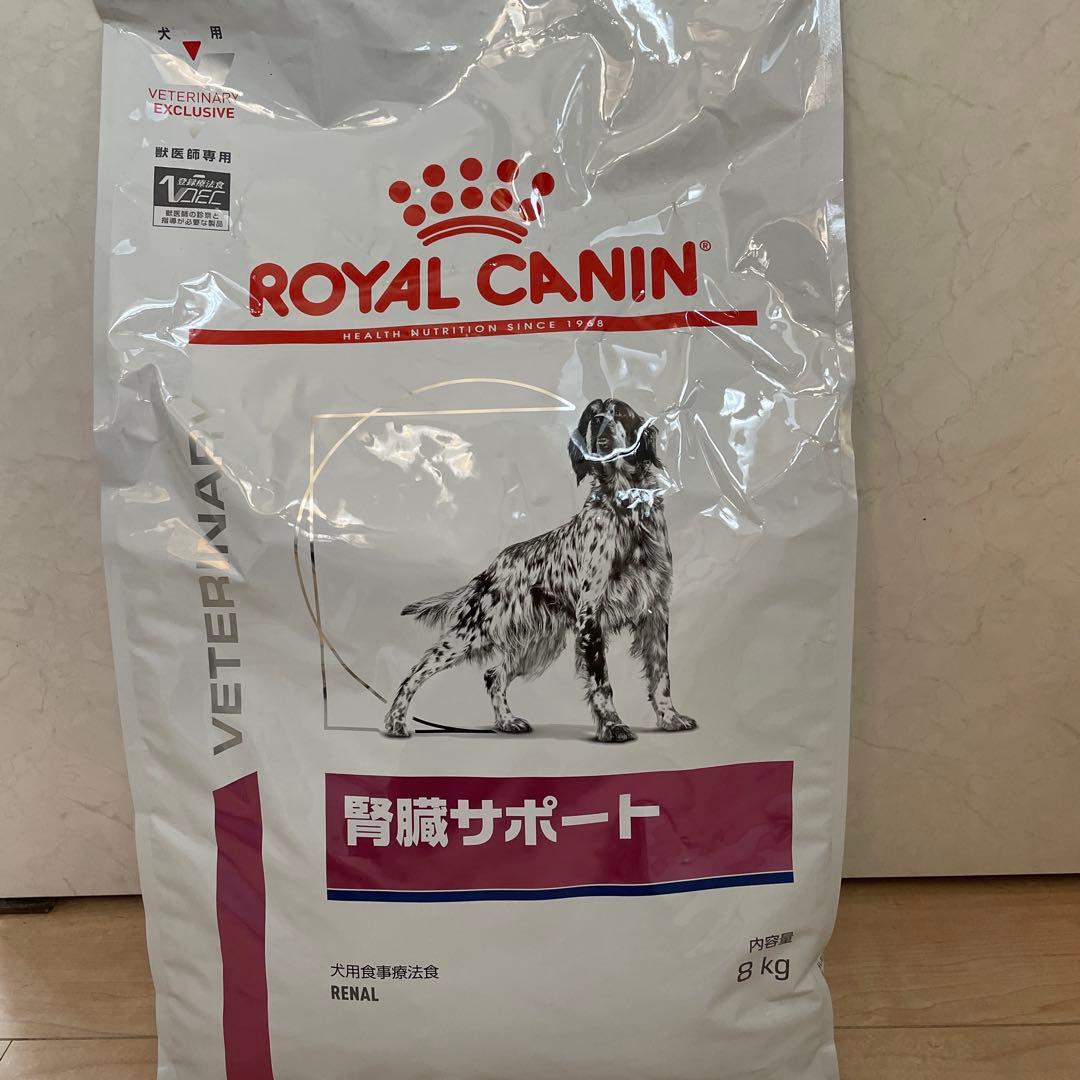 犬 用
VETERINARY
EXCLUSIVE
獣医師専用
登録療法食
VDEC
獣医師の診察と
指導が必要な製品
ROYAL CANIN®
HEALTH NUTRITION SINCE 1968
VETERINARY
腎臓サポート
犬用食事療法食
RENAL
内容量
8 kg